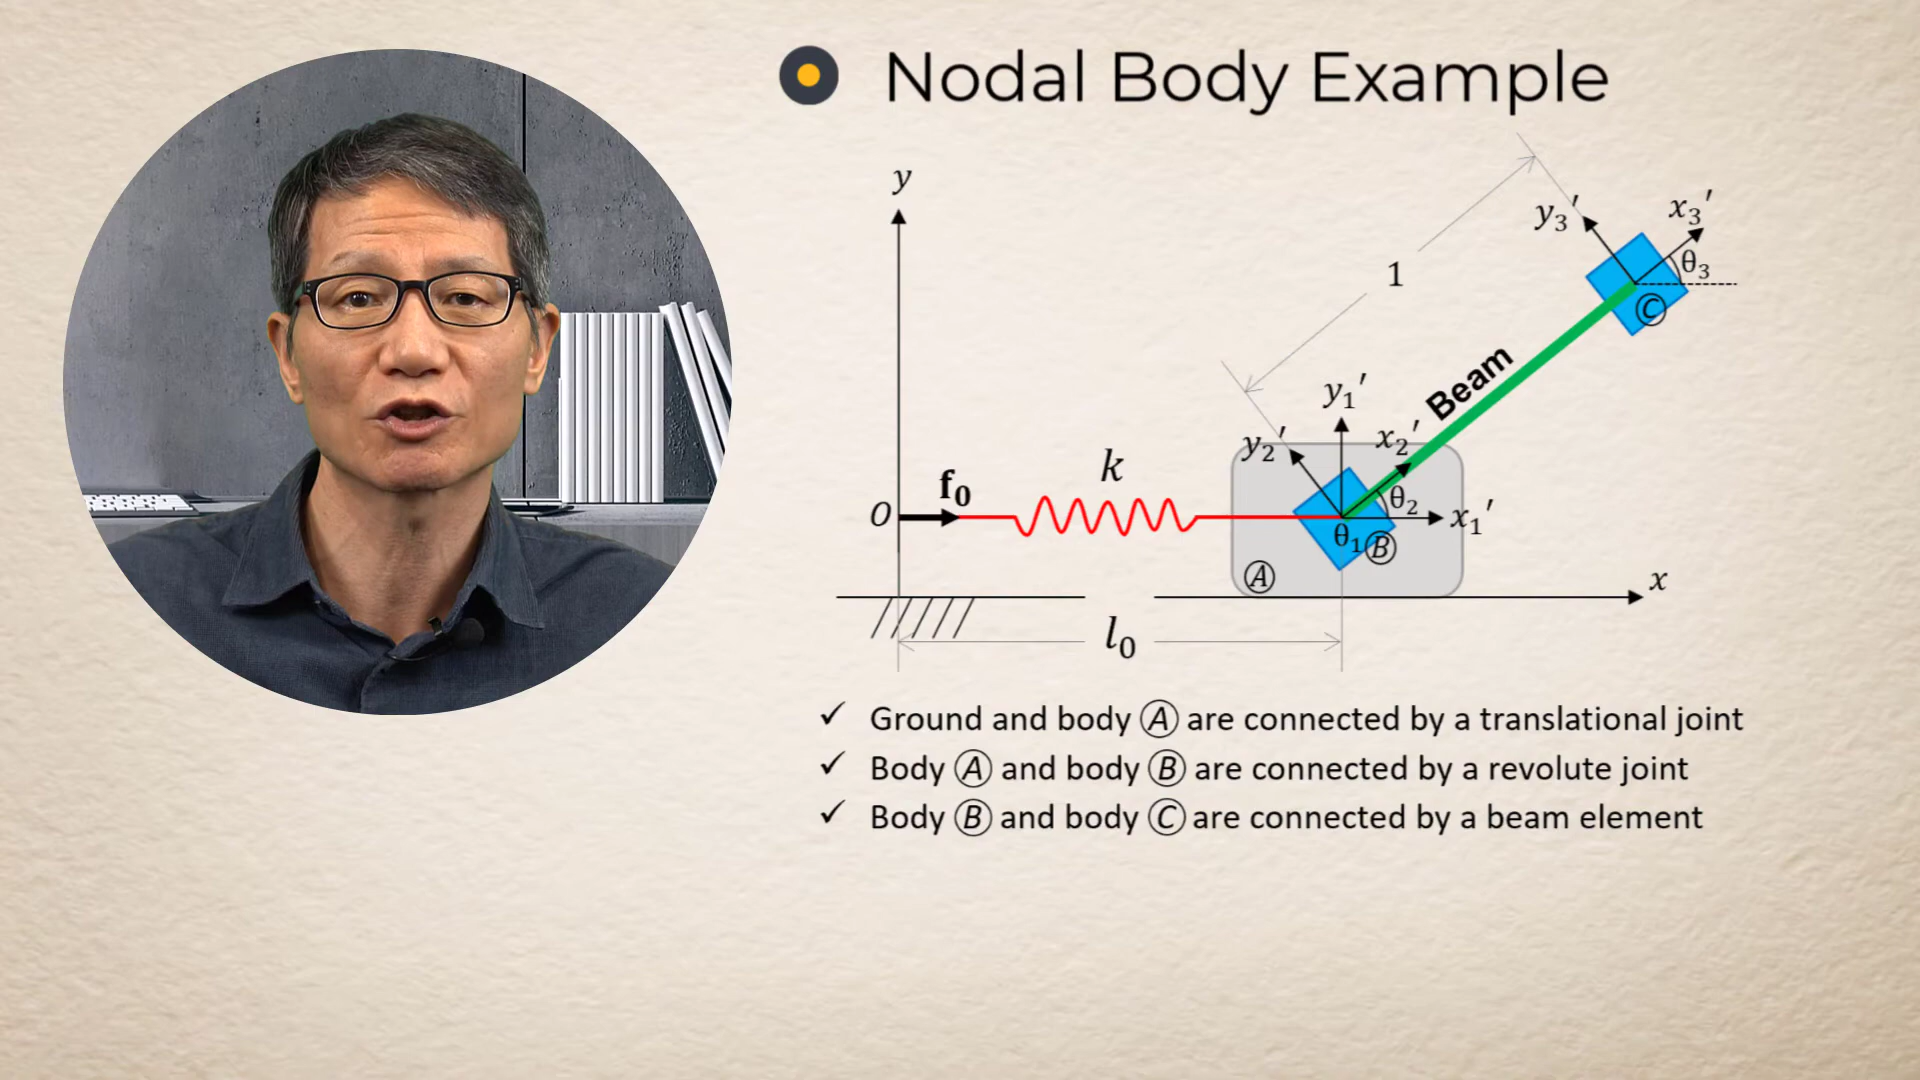 Nodal Body Example
y
y₃′
x₃′
θ₃
1
Ⓒ
Beam
y₁′
y₂′
x₂′
k
f₀
θ₂
O
x₁′
θ₁
Ⓑ
Ⓐ
x
l₀
✓ Ground and body Ⓐ are connected by a translational joint
✓ Body Ⓐ and body Ⓑ are connected by a revolute joint
✓ Body Ⓑ and body Ⓒ are connected by a beam element